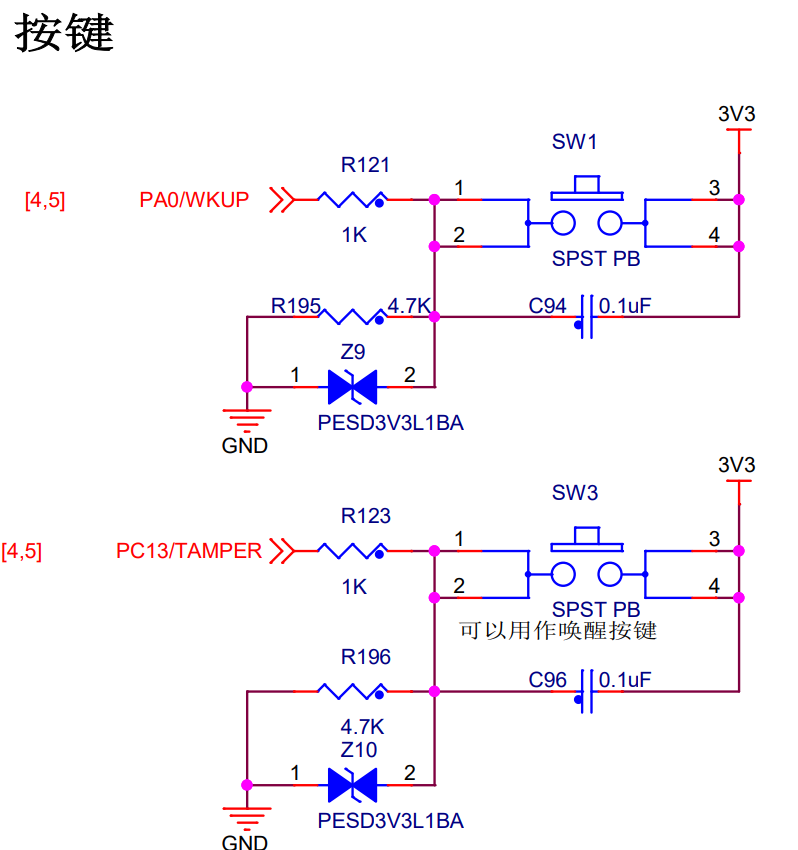 按键
3V3
SW1
R121
[4,5] PA0/WKUP 1 3
1K 2 4
SPST PB
R195 4.7K C94 0.1uF
Z9
1 2
PESD3V3L1BA
GND
3V3
SW3
R123
[4,5] PC13/TAMPER 1 3
1K 2 4
SPST PB
可以用作唤醒按键
R196 C96 0.1uF
4.7K
Z10
1 2
PESD3V3L1BA
GND